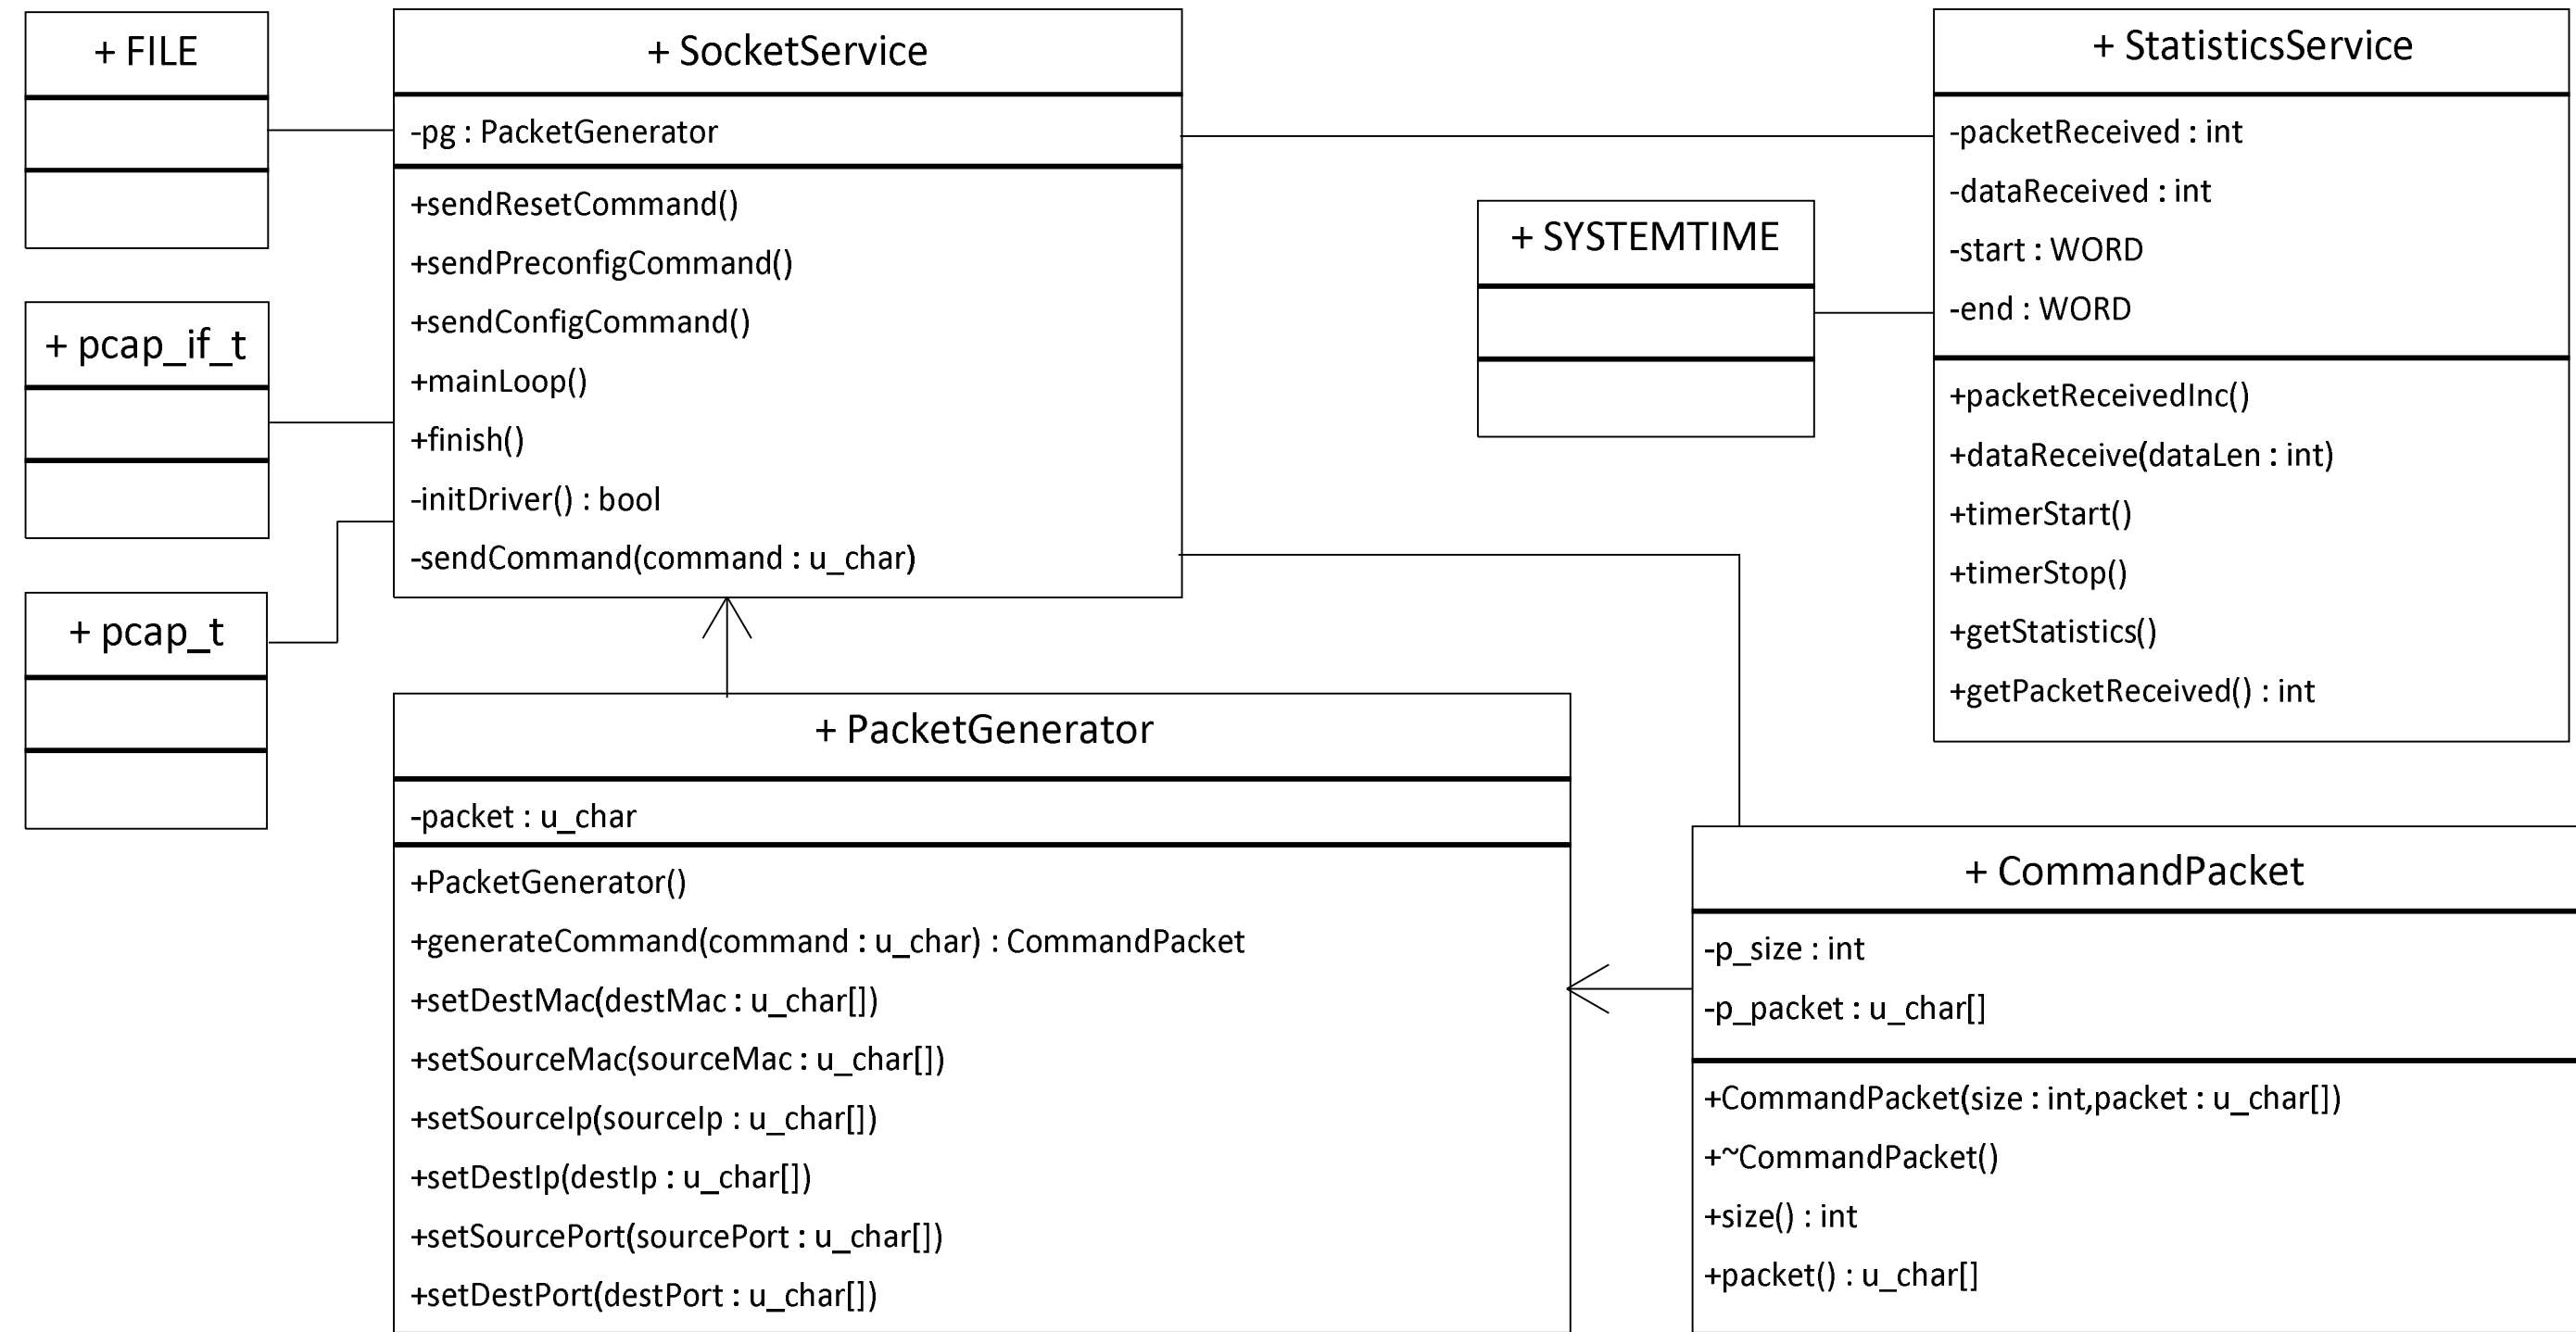 + FILE
+ pcap_if_t
+ pcap_t
+ SocketService
-pg : PacketGenerator
+sendResetCommand()
+sendPreconfigCommand()
+sendConfigCommand()
+mainLoop()
+finish()
-initDriver() : bool
-sendCommand(command : u_char)
+ SYSTEMTIME
+ StatisticsService
-packetReceived : int
-dataReceived : int
-start : WORD
-end : WORD
+packetReceivedInc()
+dataReceive(dataLen : int)
+timerStart()
+timerStop()
+getStatistics()
+getPacketReceived() : int
+ PacketGenerator
-packet : u_char
+PacketGenerator()
+generateCommand(command : u_char) : CommandPacket
+setDestMac(destMac : u_char[])
+setSourceMac(sourceMac : u_char[])
+setSourceIp(sourceIp : u_char[])
+setDestIp(destIp : u_char[])
+setSourcePort(sourcePort : u_char[])
+setDestPort(destPort : u_char[])
+ CommandPacket
-p_size : int
-p_packet : u_char[]
+CommandPacket(size : int,packet : u_char[])
+~CommandPacket()
+size() : int
+packet() : u_char[]